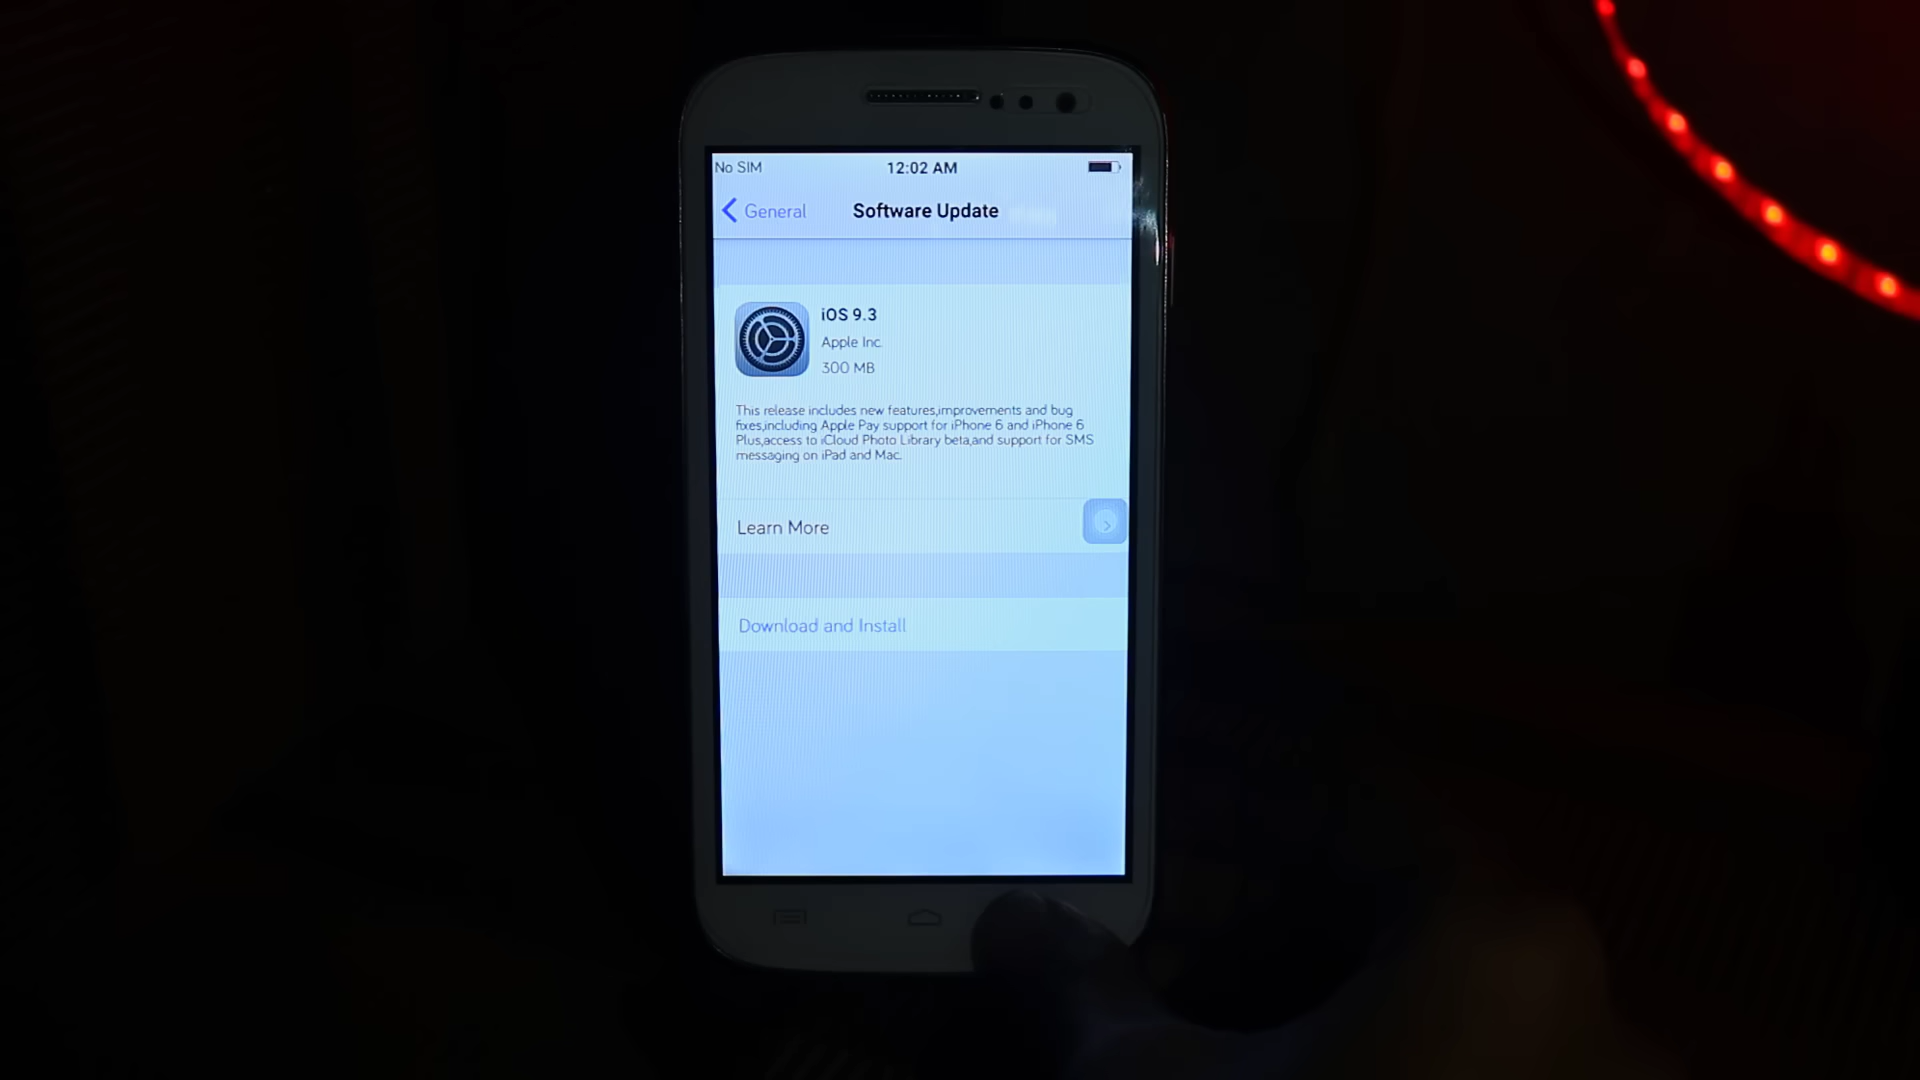 No SIM 12:02 AM
General Software Update
iOS 9.3
Apple Inc.
300 MB
This release includes new features,improvements and bug
fixes,including Apple Pay support for iPhone 6 and iPhone 6
Plus,access to iCloud Photo Library beta,and support for SMS
messaging on iPad and Mac.
Learn More
Download and Install